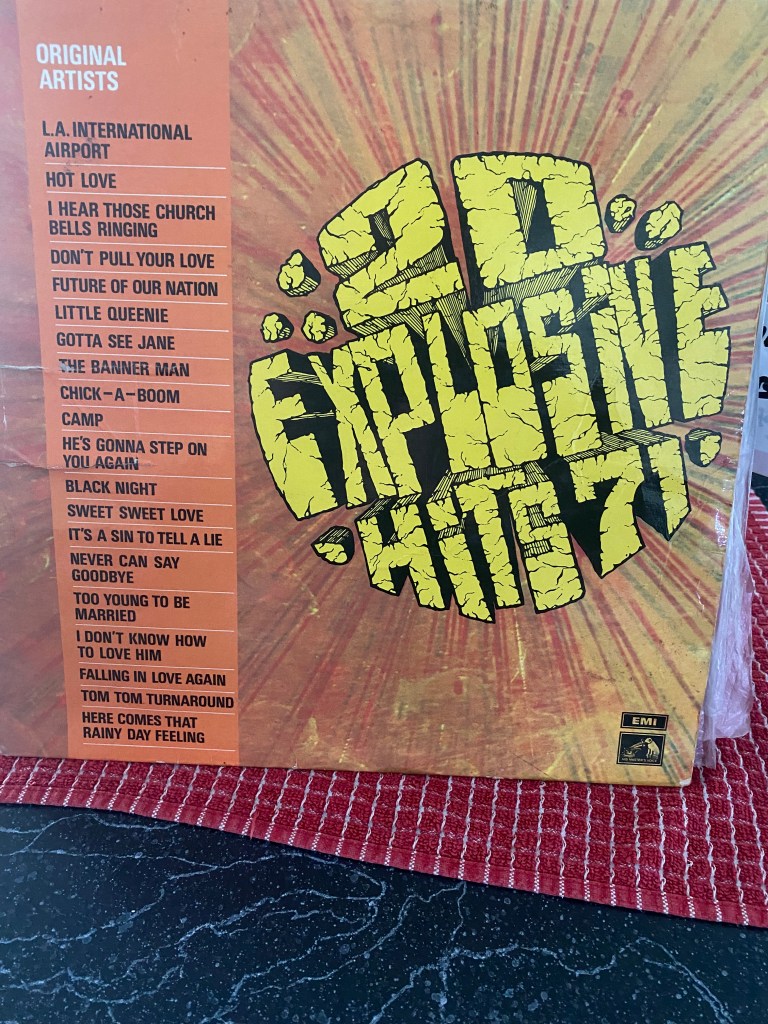 ORIGINAL
ARTISTS
L.A. INTERNATIONAL
AIRPORT
HOT LOVE
I HEAR THOSE CHURCH
BELLS RINGING
DON'T PULL YOUR LOVE
FUTURE OF OUR NATION
LITTLE QUEENIE
GOTTA SEE JANE
THE BANNER MAN
CHICK-A-BOOM
CAMP
HE'S GONNA STEP ON
YOU AGAIN
BLACK NIGHT
SWEET SWEET LOVE
IT'S A SIN TO TELL A LIE
NEVER CAN SAY
GOODBYE
TOO YOUNG TO BE
MARRIED
I DON'T KNOW HOW
TO LOVE HIM
FALLING IN LOVE AGAIN
TOM TOM TURNAROUND
HERE COMES THAT
RAINY DAY FEELING
20
EXPLOSiVE
HiTS 71
EMI
HIS MASTER'S VOICE